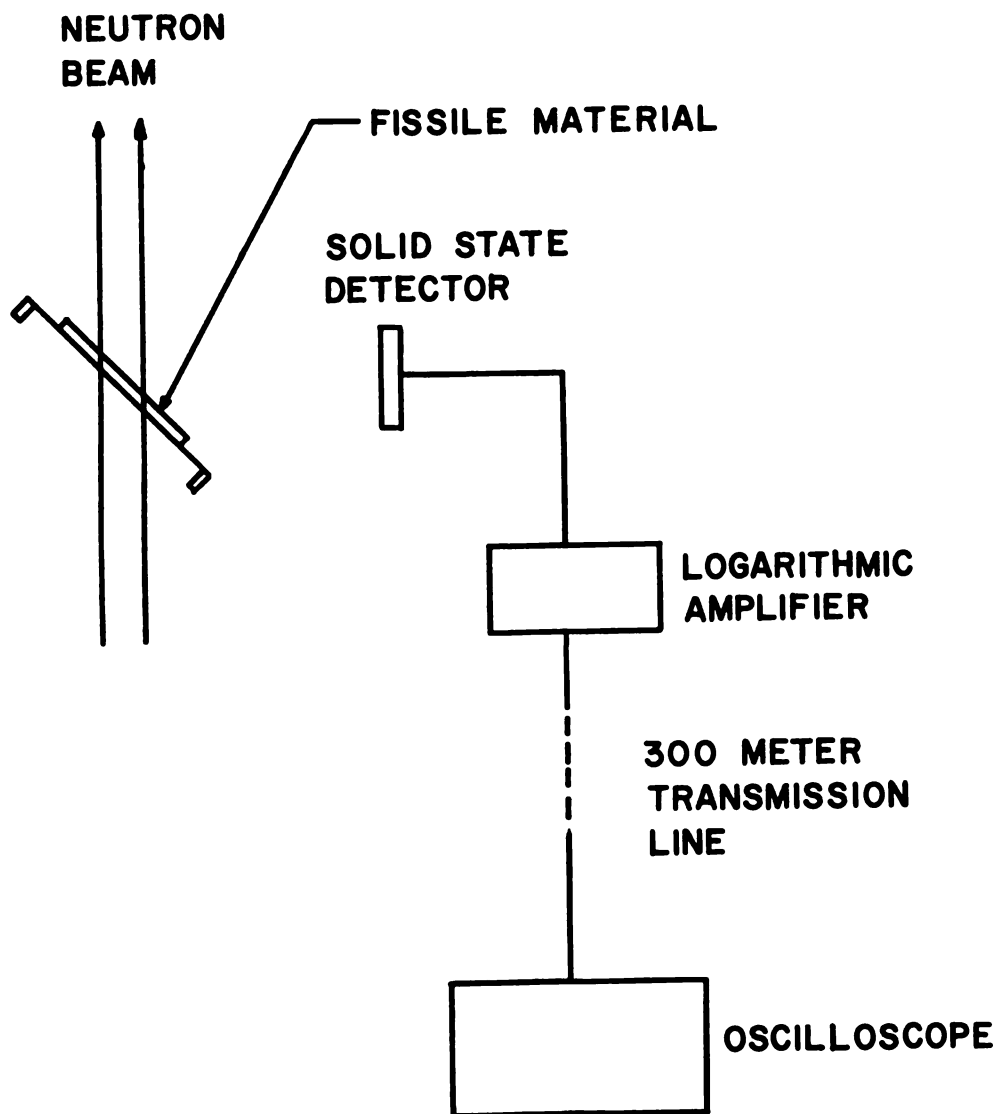 NEUTRON
BEAM
FISSILE MATERIAL
SOLID STATE
DETECTOR
LOGARITHMIC
AMPLIFIER
300 METER
TRANSMISSION
LINE
OSCILLOSCOPE